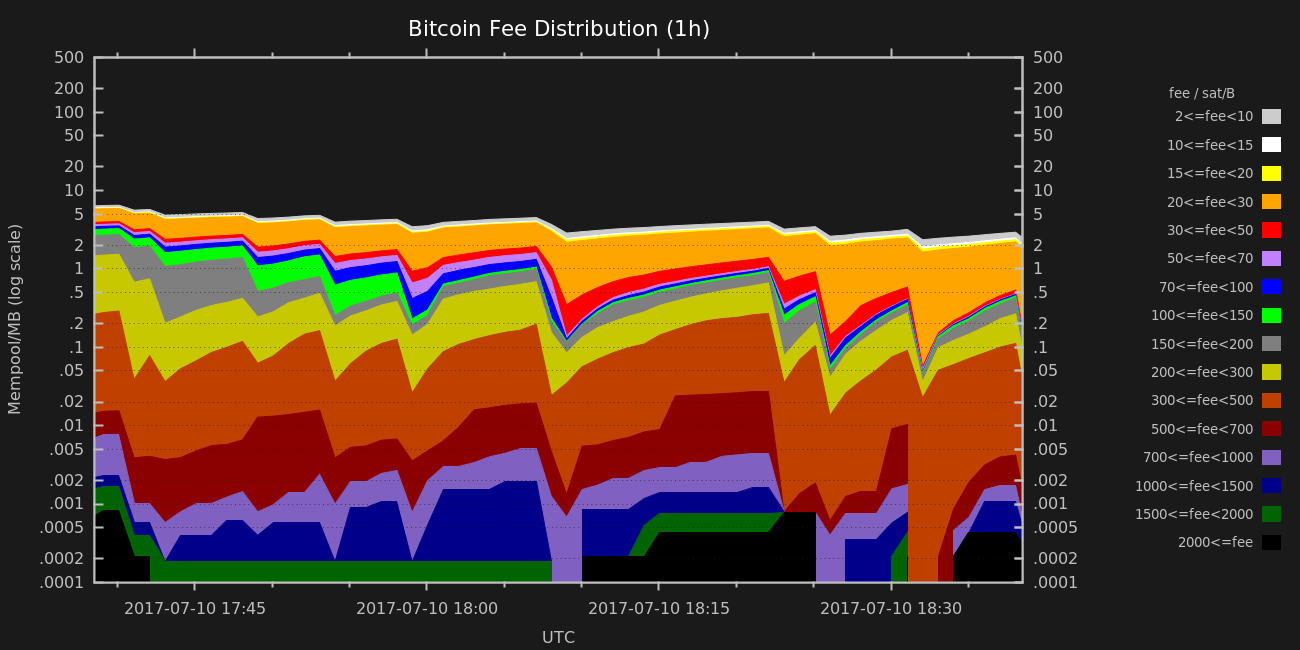 Bitcoin Fee Distribution (1h)
Mempool/MB (log scale)
500
200
100
50
20
10
5
2
1
.5
.2
.1
.05
.02
.01
.005
.002
.001
.0005
.0002
.0001
500
200
100
50
20
10
5
2
1
.5
.2
.1
.05
.02
.01
.005
.002
.001
.0005
.0002
.0001
2017-07-10 17:45
2017-07-10 18:00
2017-07-10 18:15
2017-07-10 18:30
UTC
fee / sat/B
2<=fee<10
10<=fee<15
15<=fee<20
20<=fee<30
30<=fee<50
50<=fee<70
70<=fee<100
100<=fee<150
150<=fee<200
200<=fee<300
300<=fee<500
500<=fee<700
700<=fee<1000
1000<=fee<1500
1500<=fee<2000
2000<=fee